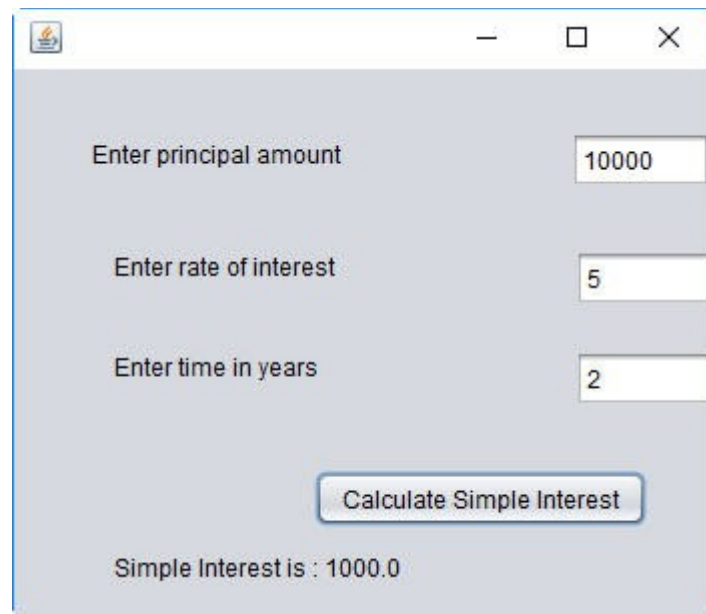 Enter principal amount 10000
Enter rate of interest 5
Enter time in years 2
Calculate Simple Interest
Simple Interest is : 1000.0